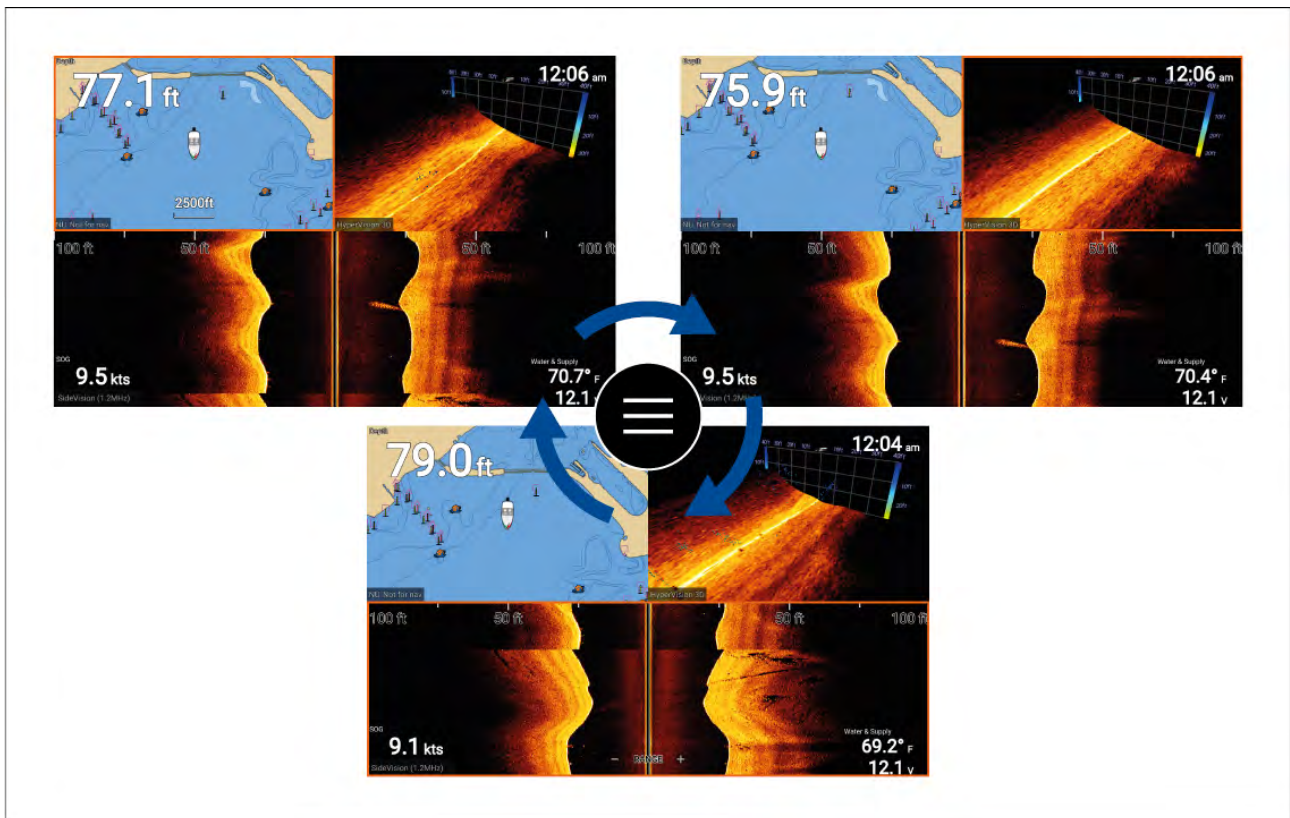 Depth
77.1 ft
2500ft
NU: Not for nav
12:06 am
HyperVision 3D
100 ft
50 ft
50 ft
100 ft
SOG
9.5 kts
SideVision (1.2MHz)
Water & Supply
70.7° F
12.1 v
Depth
75.9 ft
NU: Not for nav
12:06 am
HyperVision 3D
100 ft
50 ft
50 ft
100 ft
SOG
9.5 kts
Water & Supply
70.4° F
12.1 v
Depth
79.0 ft
NU: Not for nav
12:04 am
HyperVision 3D
100 ft
50 ft
50 ft
100 ft
SOG
9.1 kts
SideVision (1.2MHz)
− RANGE +
Water & Supply
69.2° F
12.1 v